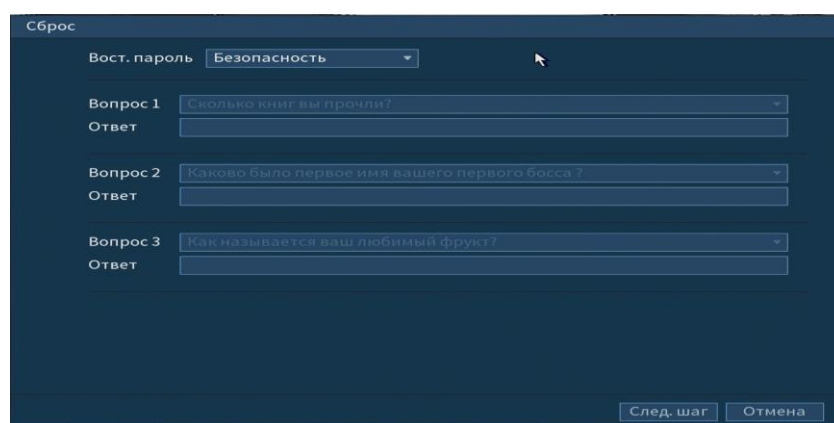 Сброс
Вост. пароль Безопасность
Вопрос 1 Сколько книг вы прочли?
Ответ
Вопрос 2 Каково было первое имя вашего первого босса ?
Ответ
Вопрос 3 Как называется ваш любимый фрукт?
Ответ
След. шаг Отмена